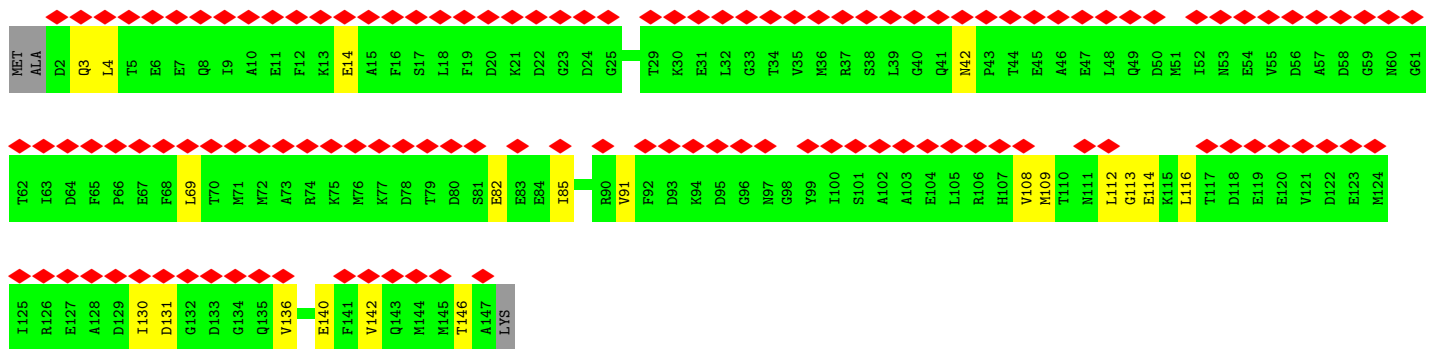 MET ALA D2 Q3 L4 T5 E6 E7 Q8 I9 A10 E11 F12 K13 E14 A15 F16 S17 L18 F19 D20 K21 D22 G23 D24 G25 T29 K30 E31 L32 G33 T34 V35 M36 R37 S38 L39 G40 Q41 N42 P43 T44 E45 A46 E47 L48 Q49 D50 M51 I52 N53 E54 V55 D56 A57 D58 G59 N60 G61
T62 I63 D64 F65 P66 E67 F68 L69 T70 M71 M72 A73 R74 K75 M76 K77 D78 T79 D80 S81 E82 E83 E84 I85 R90 V91 F92 D93 K94 D95 G96 N97 G98 Y99 I100 S101 A102 A103 E104 L105 R106 H107 V108 M109 T110 N111 L112 G113 E114 K115 L116 T117 D118 E119 E120 V121 D122 E123 M124
I125 R126 E127 A128 D129 I130 D131 G132 D133 G134 Q135 V136 E140 F141 V142 Q143 M144 M145 T146 A147 LYS